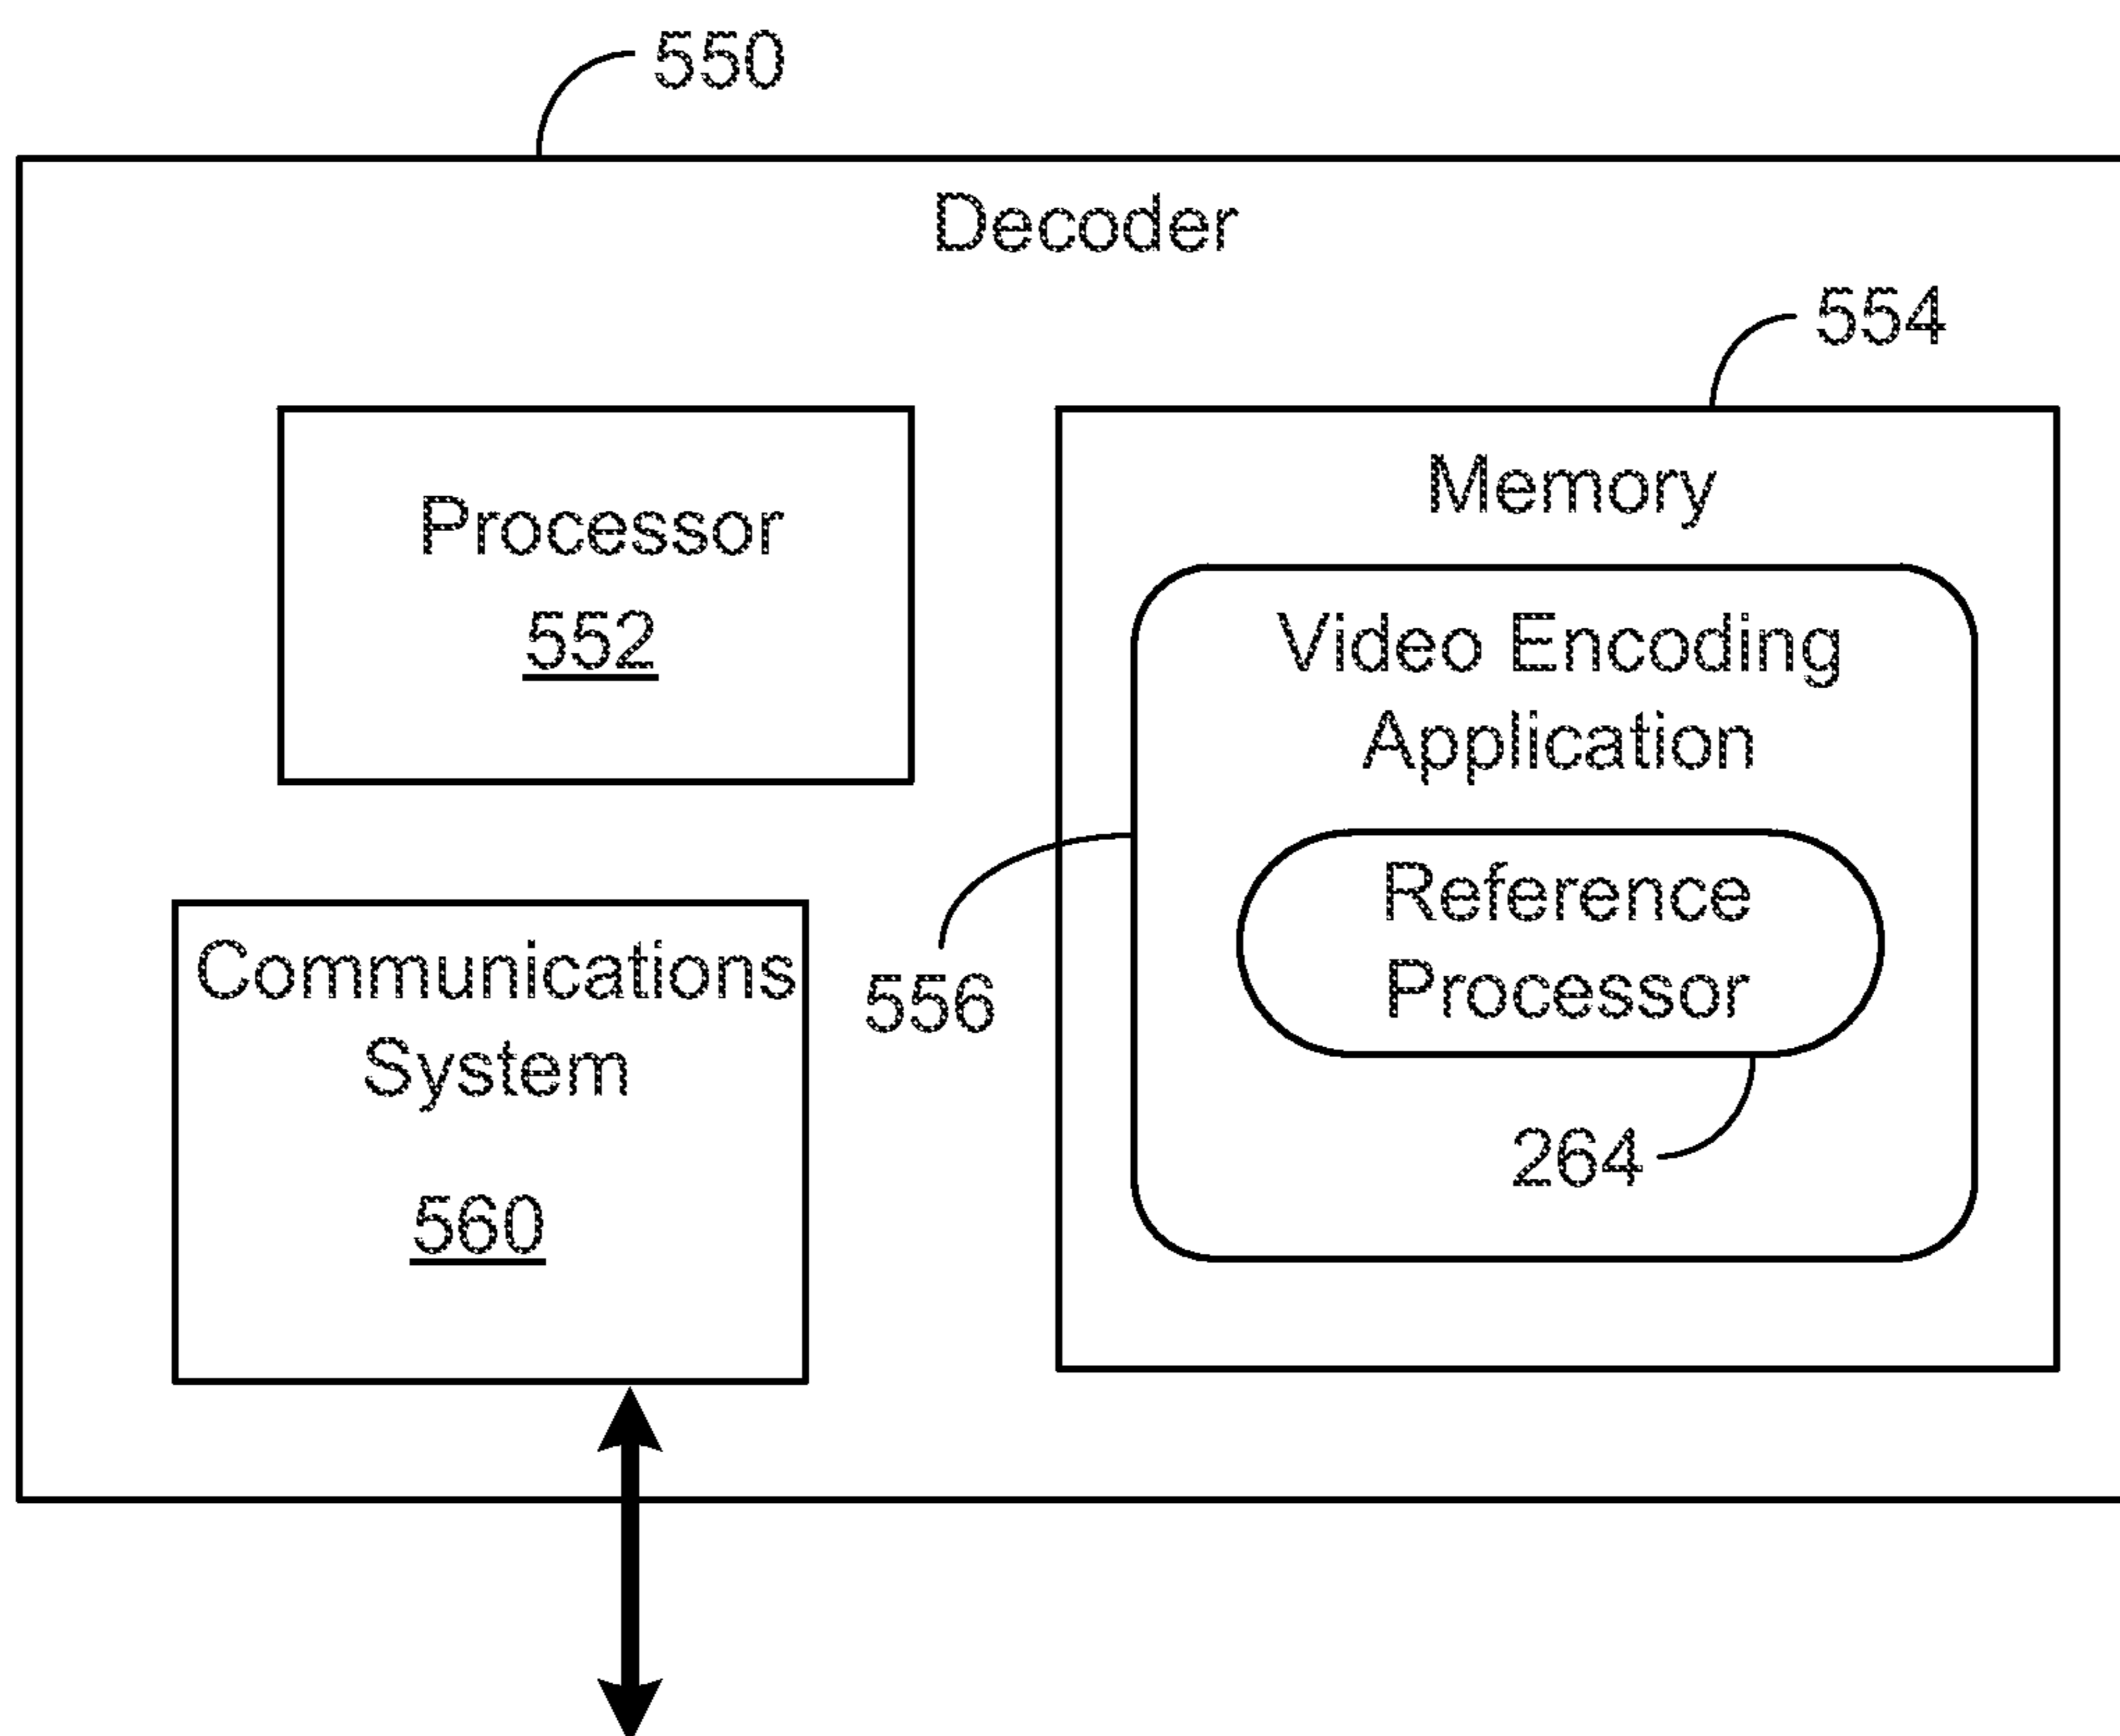 550
Decoder
554
Processor
552
Memory
Video Encoding
Application
Reference
Processor
556
264
Communications
System
560